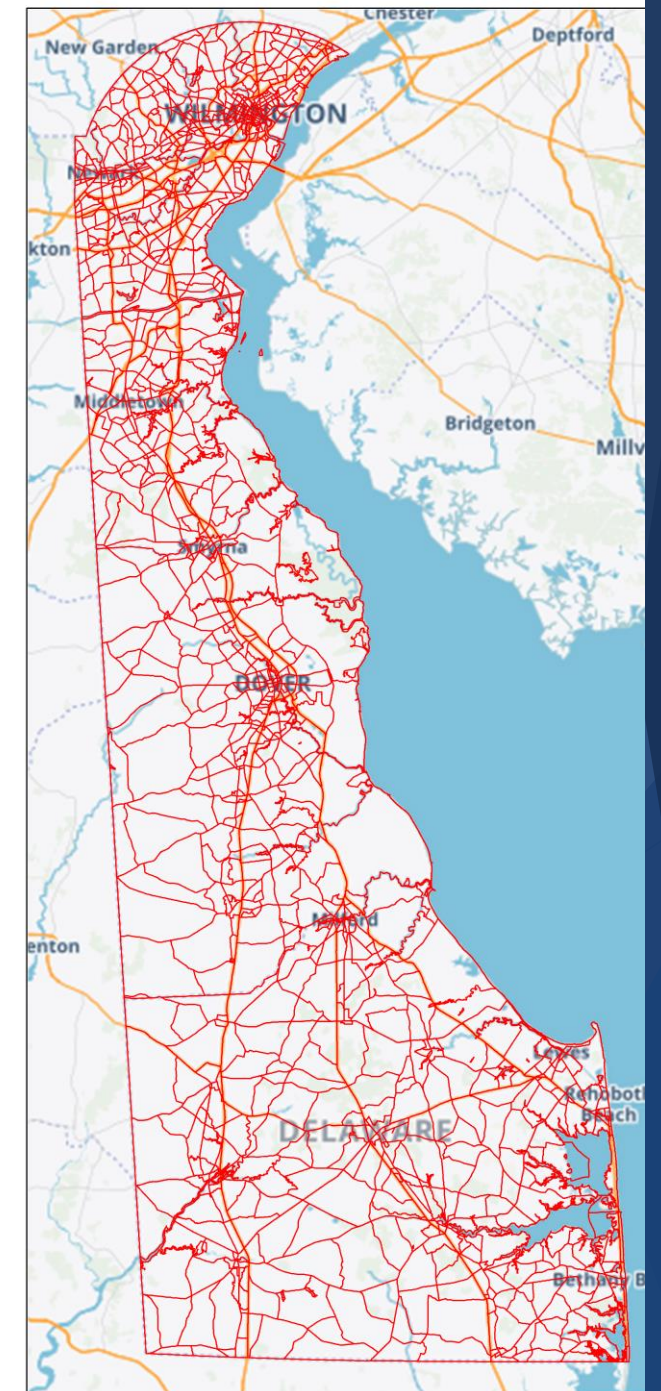 Chester
New Garden
Deptford
WILMINGTON
Newark
kton
Middletown
Bridgeton
Millv
Smyrna
DOVER
Milford
enton
Lewes
Rehoboth
Beach
DELAWARE
Bethany B